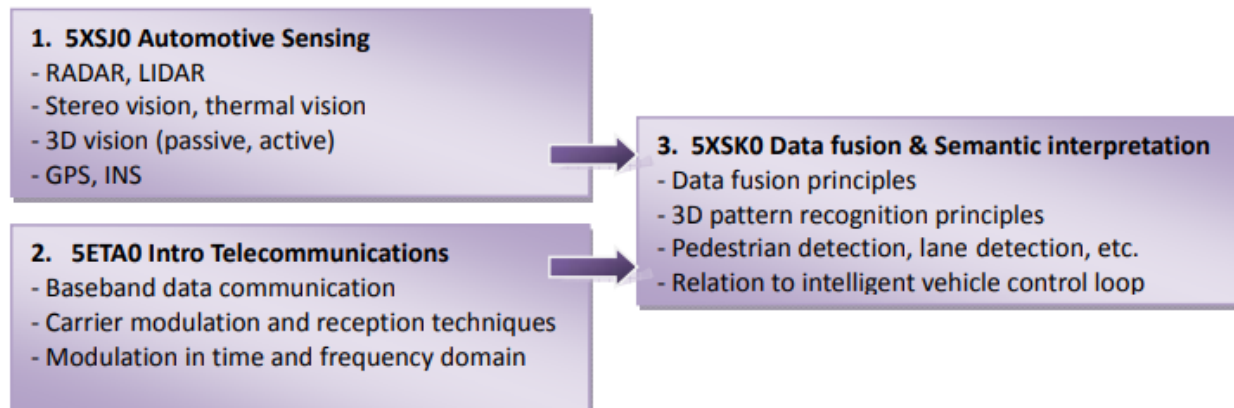 1. 5XSJ0 Automotive Sensing
- RADAR, LIDAR
- Stereo vision, thermal vision
- 3D vision (passive, active)
- GPS, INS
2. 5ETA0 Intro Telecommunications
- Baseband data communication
- Carrier modulation and reception techniques
- Modulation in time and frequency domain
3. 5XSK0 Data fusion & Semantic interpretation
- Data fusion principles
- 3D pattern recognition principles
- Pedestrian detection, lane detection, etc.
- Relation to intelligent vehicle control loop